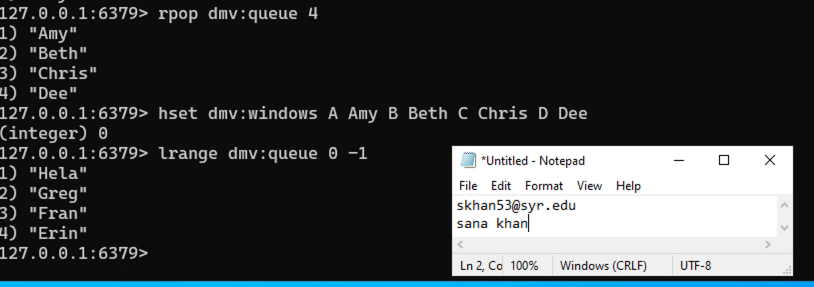 127.0.0.1:6379> rpop dmv:queue 4
1) "Amy"
2) "Beth"
3) "Chris"
4) "Dee"
127.0.0.1:6379> hset dmv:windows A Amy B Beth C Chris D Dee
(integer) 0
127.0.0.1:6379> lrange dmv:queue 0 -1
1) "Hela"
2) "Greg"
3) "Fran"
4) "Erin"
127.0.0.1:6379>
*Untitled - Notepad
File Edit Format View Help
skhan53@syr.edu
sana khan
Ln 2, Co 100% Windows (CRLF) UTF-8